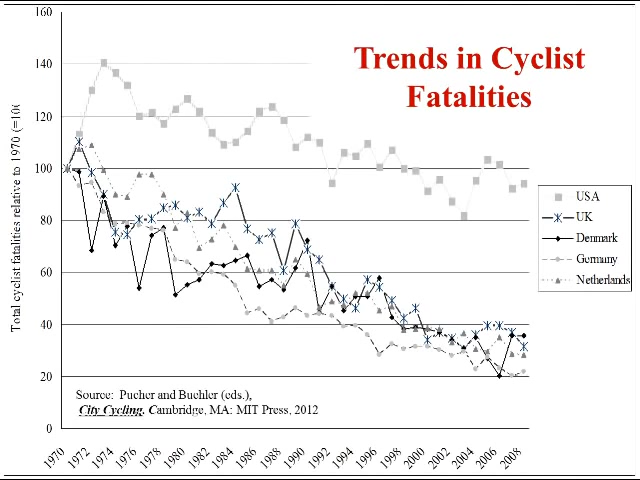 Trends in Cyclist
Fatalities
Total cyclist fatalities relative to 1970 (=100
160
140
120
100
80
60
40
20
0
1970
1972
1974
1976
1978
1980
1982
1984
1986
1988
1990
1992
1994
1996
1998
2000
2002
2004
2006
2008
USA
UK
Denmark
Germany
Netherlands
Source: Pucher and Buehler (eds.),
City Cycling. Cambridge, MA: MIT Press, 2012